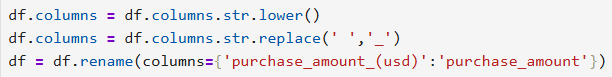 df.columns = df.columns.str.lower()
df.columns = df.columns.str.replace(' ','_')
df = df.rename(columns={'purchase_amount_(usd)':'purchase_amount'})